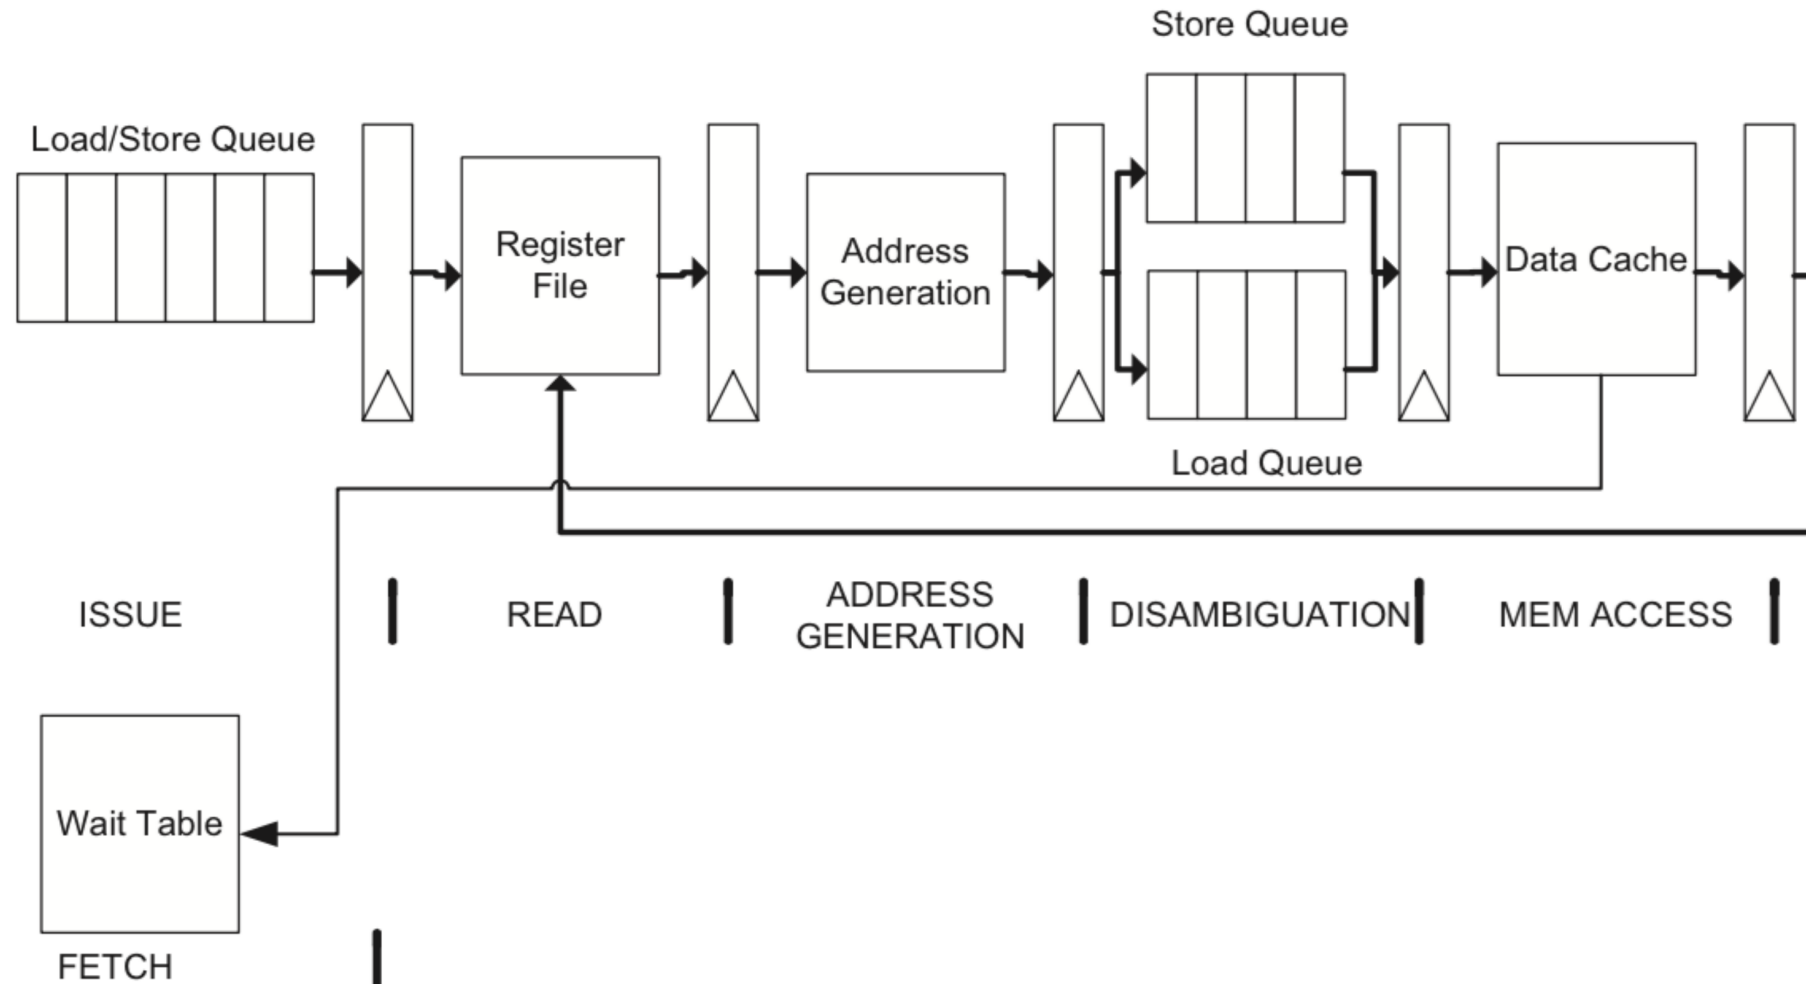 Store Queue
Load/Store Queue
Register
File
Address
Generation
Data Cache
Load Queue
ISSUE
READ
ADDRESS
GENERATION
DISAMBIGUATION
MEM ACCESS
Wait Table
FETCH